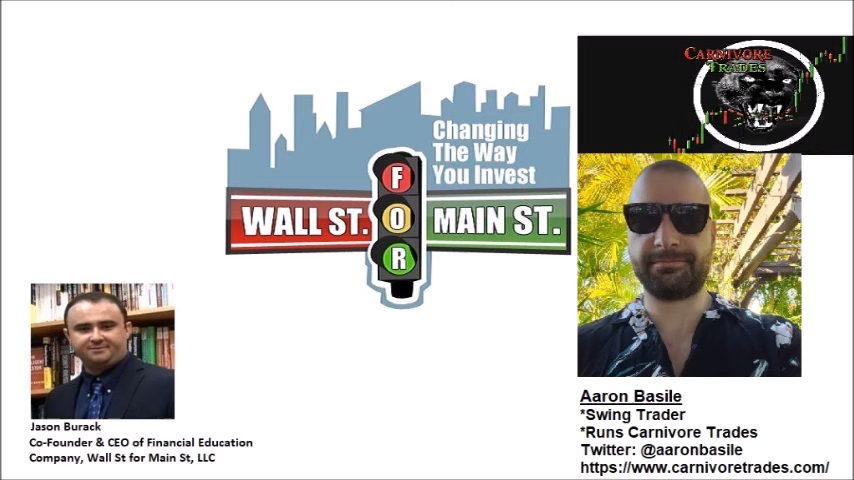 CARNIVORE
TRADES
Changing
The Way
You Invest
WALL ST. FOR MAIN ST.
Aaron Basile
*Swing Trader
*Runs Carnivore Trades
Twitter: @aaronbasile
https://www.carnivoretrades.com/
Jason Burack
Co-Founder & CEO of Financial Education
Company, Wall St for Main St, LLC